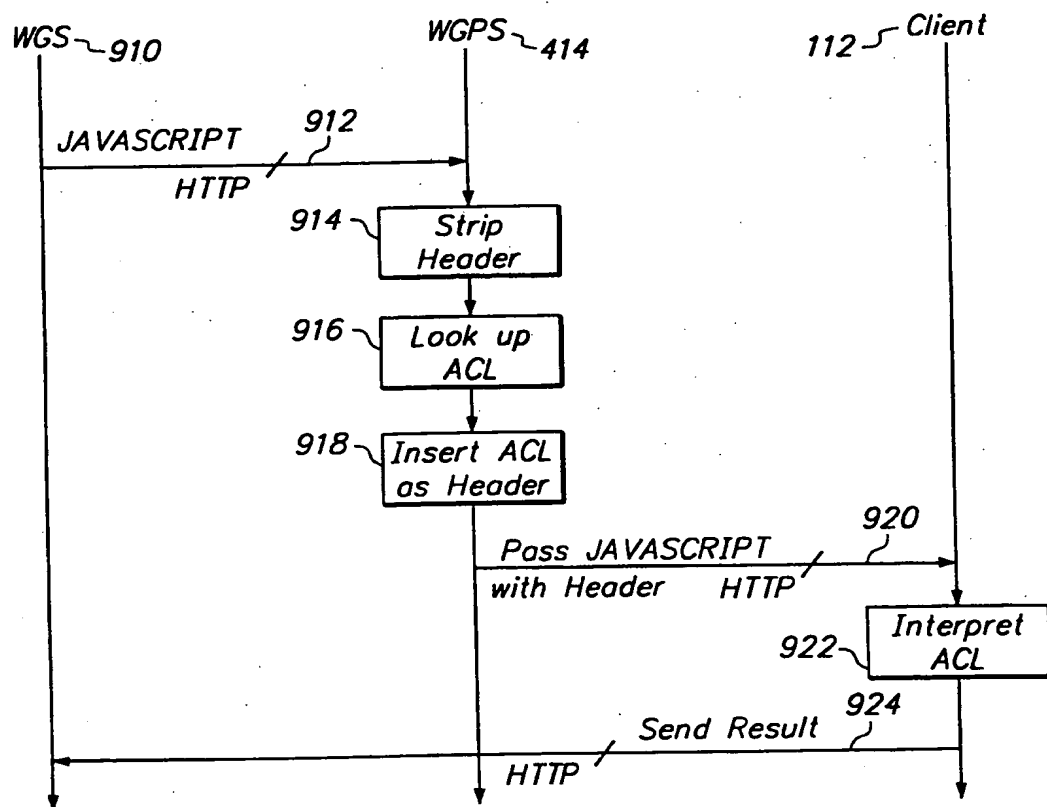 WGS 910
WGPS 414
112 Client
JAVASCRIPT 912
HTTP
914 Strip
Header
916 Look up
ACL
918 Insert ACL
as Header
Pass JAVASCRIPT 920
with Header HTTP
922 Interpret
ACL
Send Result 924
HTTP